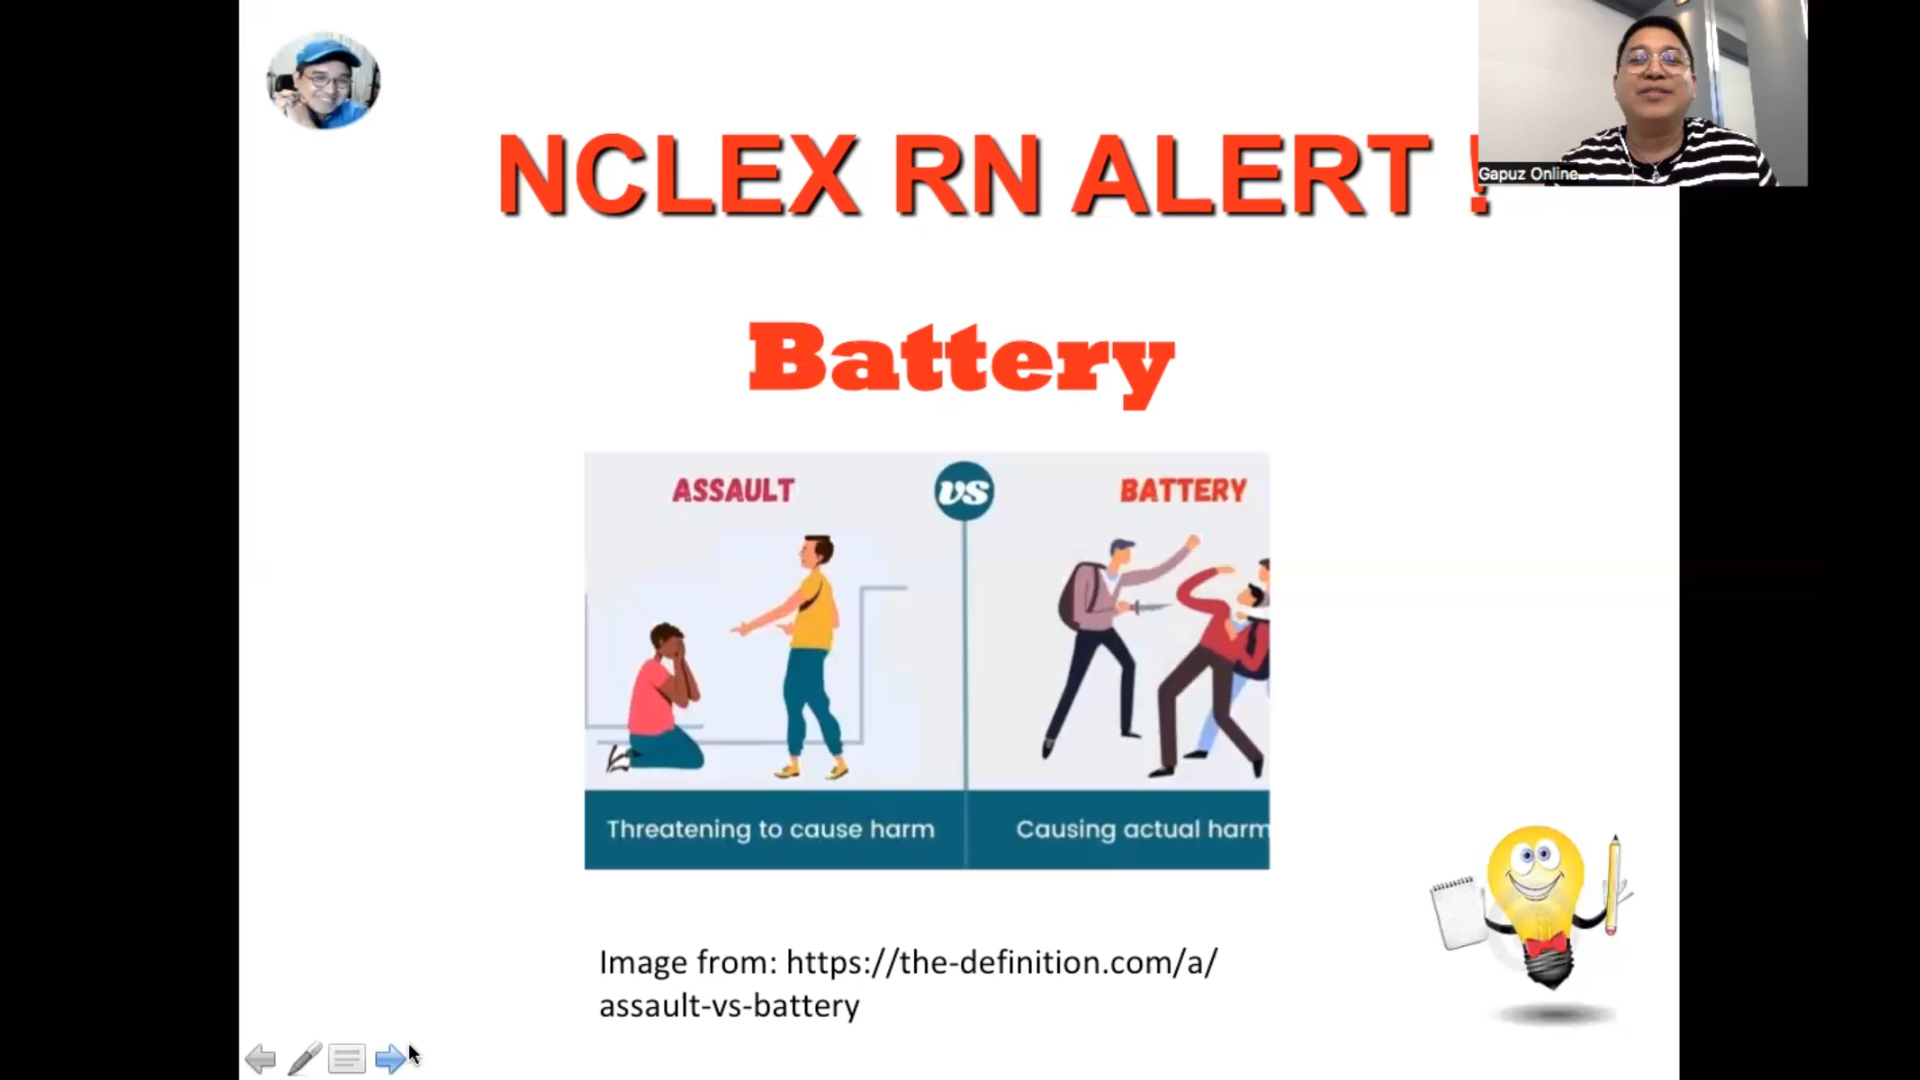 NCLEX RN ALERT !
Gapuz Online
Battery
ASSAULT VS BATTERY
Threatening to cause harm
Causing actual harm
Image from: https://the-definition.com/a/
assault-vs-battery